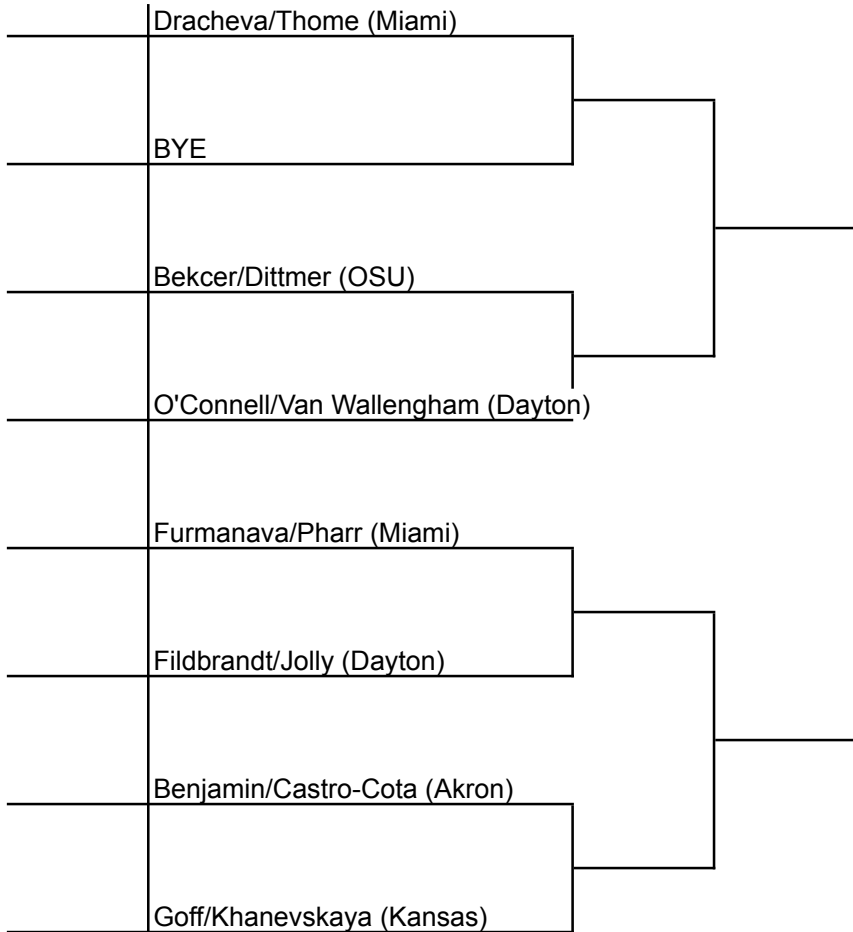 Dracheva/Thome (Miami)
BYE
Bekcer/Dittmer (OSU)
O'Connell/Van Wallengham (Dayton)
Furmanava/Pharr (Miami)
Fildbrandt/Jolly (Dayton)
Benjamin/Castro-Cota (Akron)
Goff/Khanevskaya (Kansas)